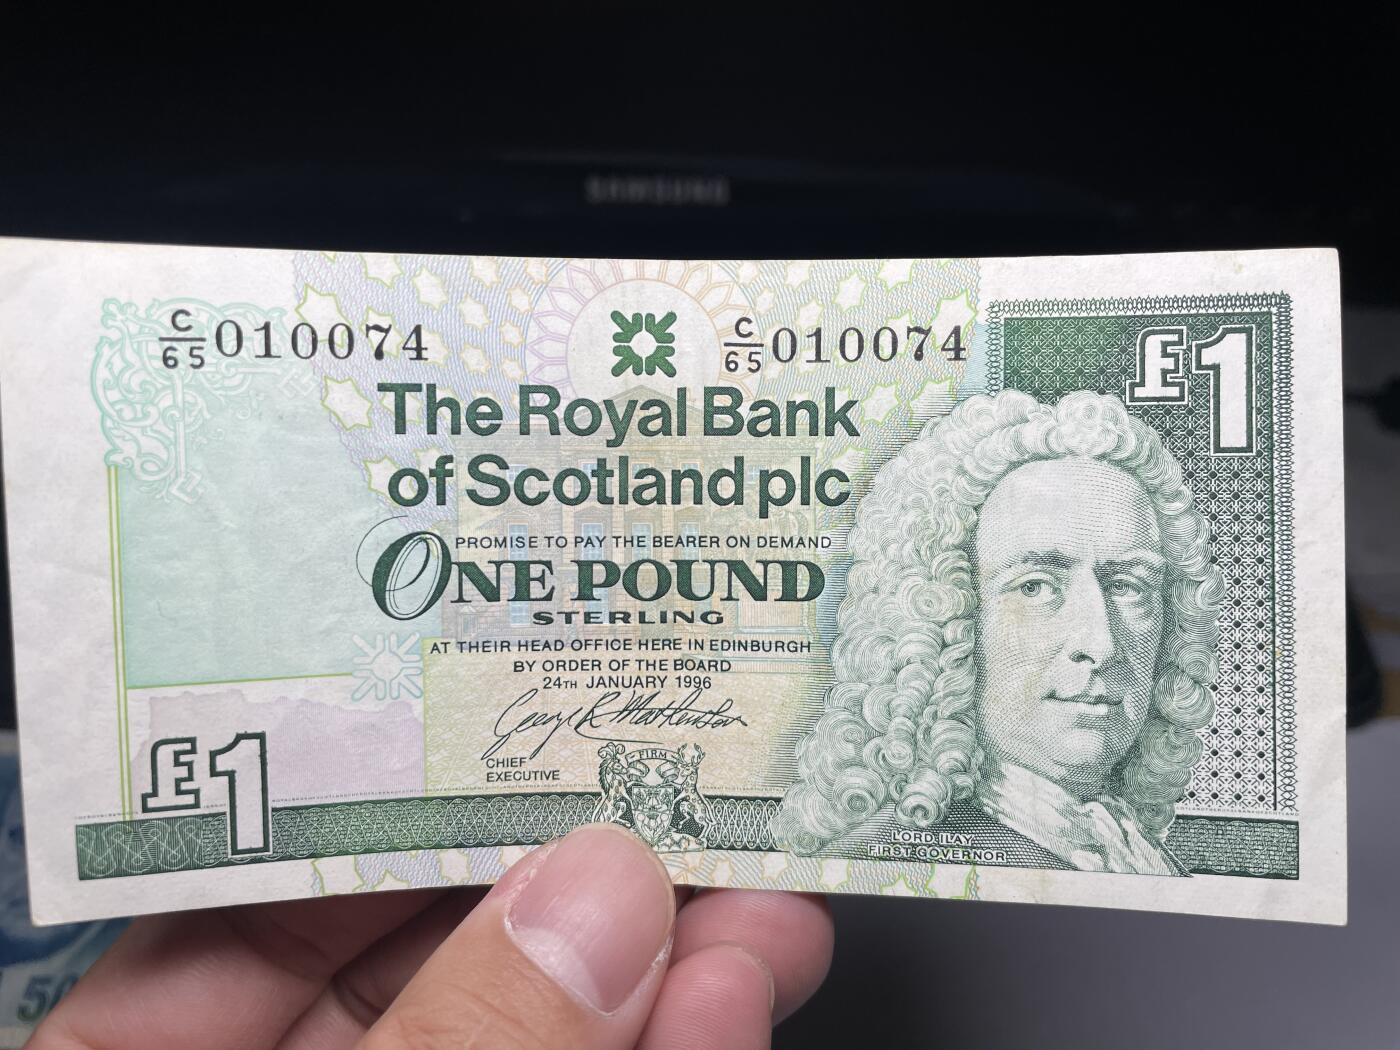 SAMSUNG
C/65 010074
C/65 010074
£1
The Royal Bank
of Scotland plc
PROMISE TO PAY THE BEARER ON DEMAND
ONE POUND
STERLING
AT THEIR HEAD OFFICE HERE IN EDINBURGH
BY ORDER OF THE BOARD
24TH JANUARY 1996
CHIEF
EXECUTIVE
FIRM
£1
LORD ILAY
FIRST GOVERNOR